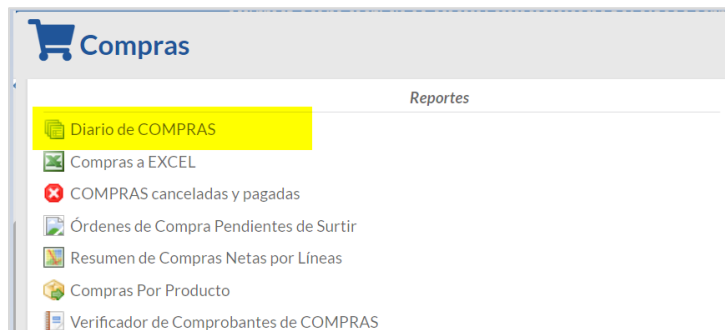 Compras
Reportes
Diario de COMPRAS
Compras a EXCEL
COMPRAS canceladas y pagadas
Órdenes de Compra Pendientes de Surtir
Resumen de Compras Netas por Líneas
Compras Por Producto
Verificador de Comprobantes de COMPRAS